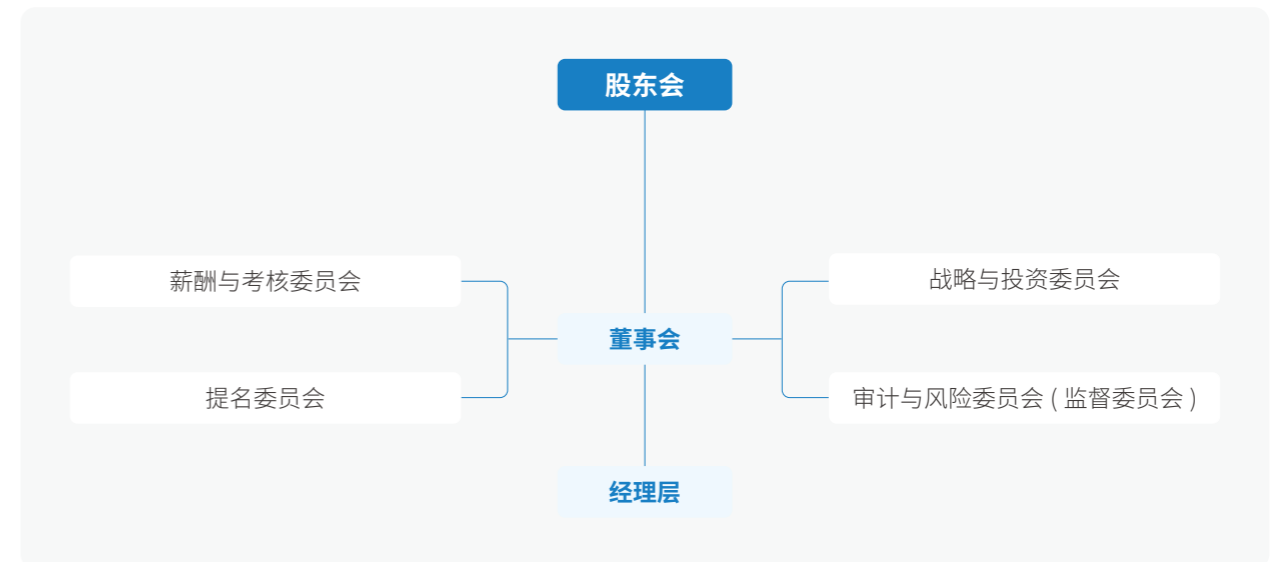 股东会
薪酬与考核委员会
战略与投资委员会
董事会
提名委员会
审计与风险委员会 ( 监督委员会 )
经理层